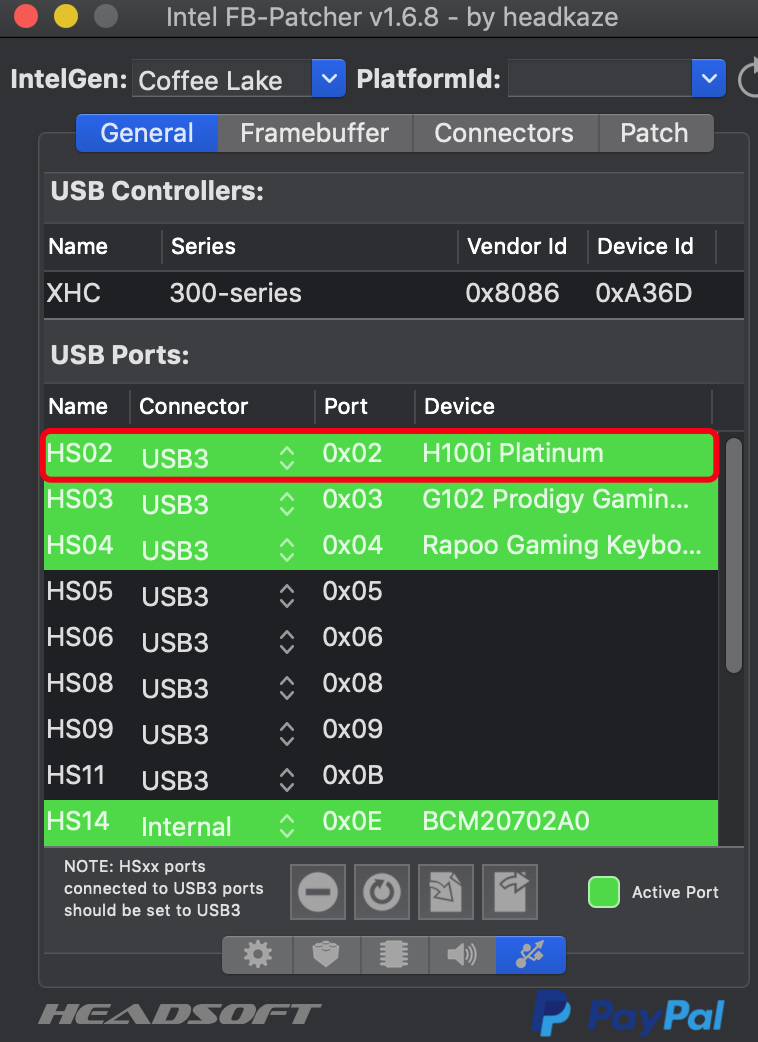 Intel FB-Patcher v1.6.8 - by headkaze
IntelGen: Coffee Lake PlatformId:
General Framebuffer Connectors Patch
USB Controllers:
Name Series Vendor Id Device Id
XHC 300-series 0x8086 0xA36D
USB Ports:
Name Connector Port Device
HS02 USB3 0x02 H100i Platinum
HS03 USB3 0x03 G102 Prodigy Gamin...
HS04 USB3 0x04 Rapoo Gaming Keybo...
HS05 USB3 0x05
HS06 USB3 0x06
HS08 USB3 0x08
HS09 USB3 0x09
HS11 USB3 0x0B
HS14 Internal 0x0E BCM20702A0
NOTE: HSxx ports
connected to USB3 ports
should be set to USB3
Active Port
HEADSOFT PayPal